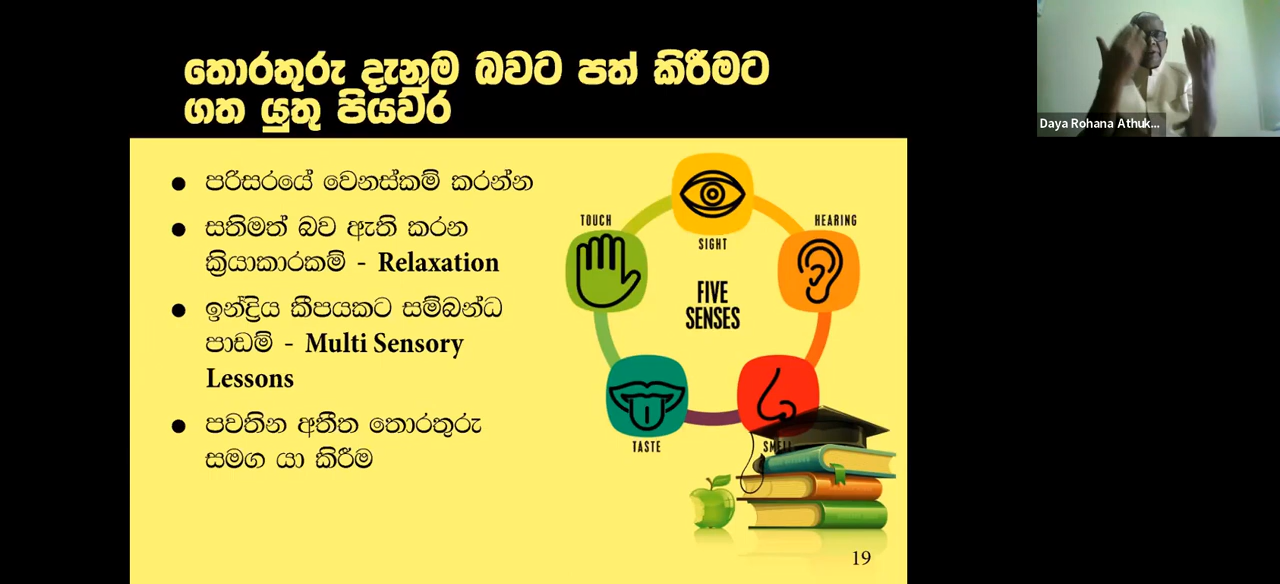 තොරතුරු දැනුම බවට පත් කිරීමට
ගත යුතු පියවර
Daya Rohana Athuk...
● පරිසරයේ වෙනස්කම් කරන්න
● සතිමත් බව ඇති කරන
ක්‍රියාකාරකම් - Relaxation
● ඉන්ද්‍රිය කීපයකට සම්බන්ධ
පාඩම් - Multi Sensory
Lessons
● පවතින අතීත තොරතුරු
සමග යා කිරීම
TOUCH
HEARING
SIGHT
FIVE
SENSES
TASTE
SMELL
19